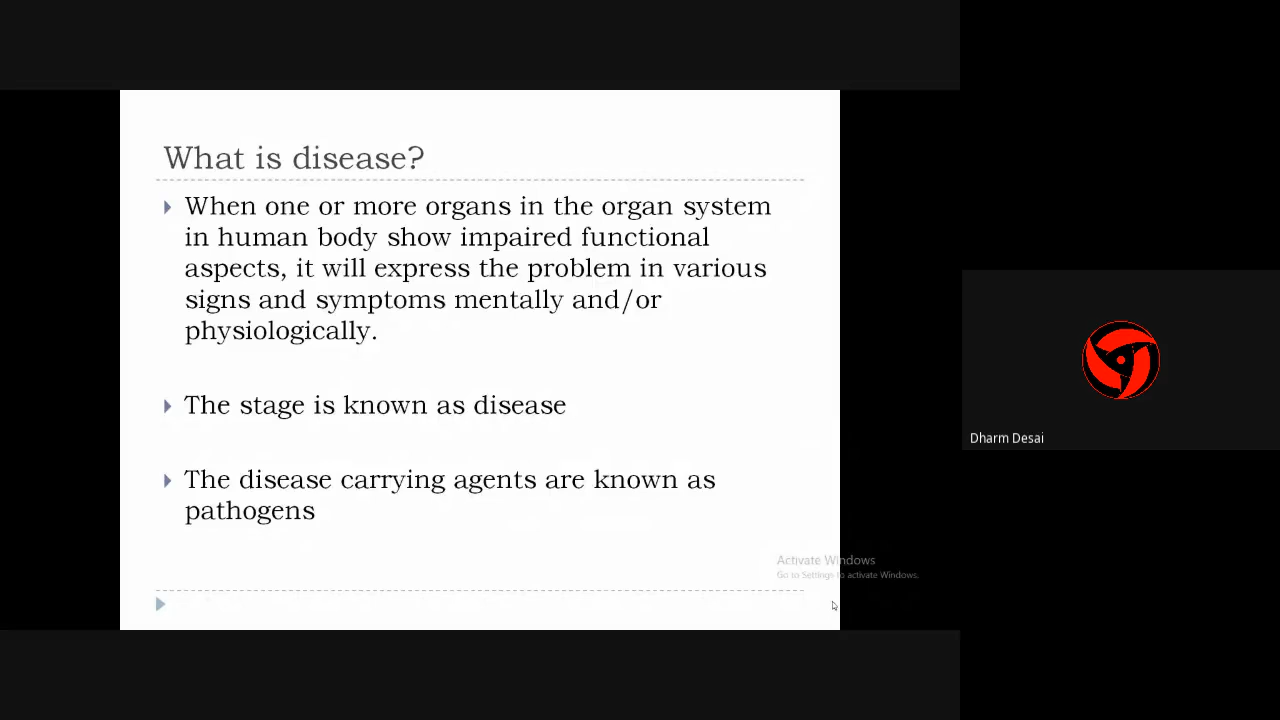 What is disease?
When one or more organs in the organ system
in human body show impaired functional
aspects, it will express the problem in various
signs and symptoms mentally and/or
physiologically.
The stage is known as disease
The disease carrying agents are known as
pathogens
Activate Windows
Go to Settings to activate Windows.
Dharm Desai